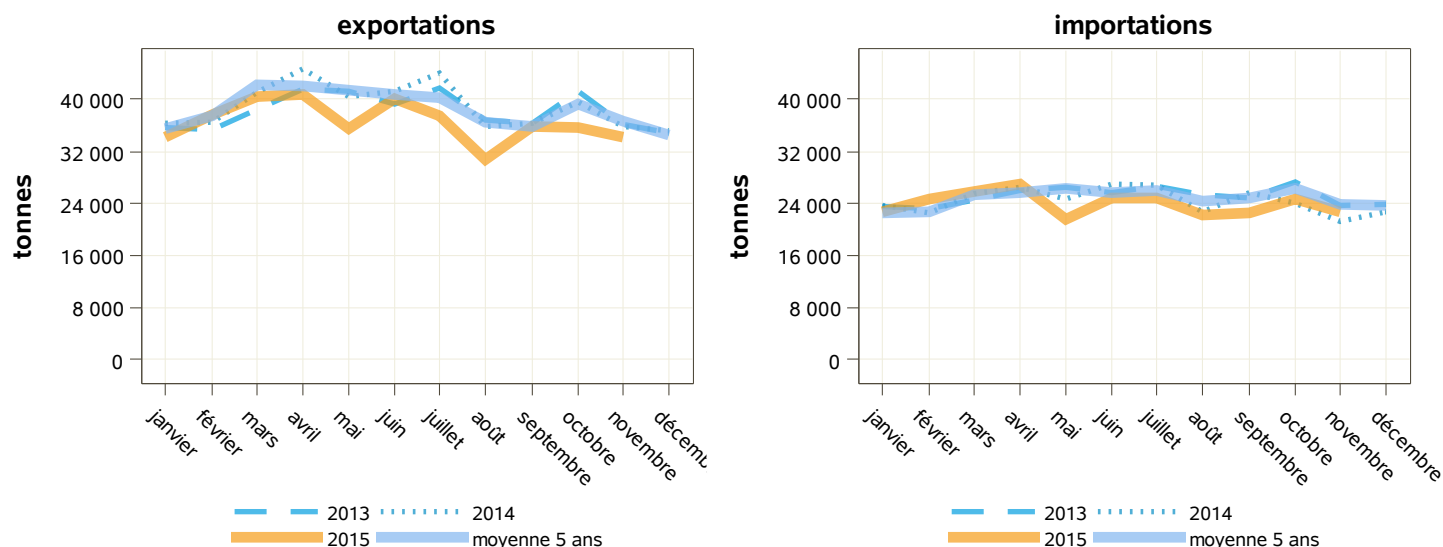 exportations
tonnes
40 000
32 000
24 000
16 000
8 000
0
janvier
février
mars
avril
mai
juin
juillet
août
septembre
octobre
novembre
décemb
2013
2014
2015
moyenne 5 ans
importations
tonnes
40 000
32 000
24 000
16 000
8 000
0
janvier
février
mars
avril
mai
juin
juillet
août
septembre
octobre
novembre
décembre
2013
2014
2015
moyenne 5 ans